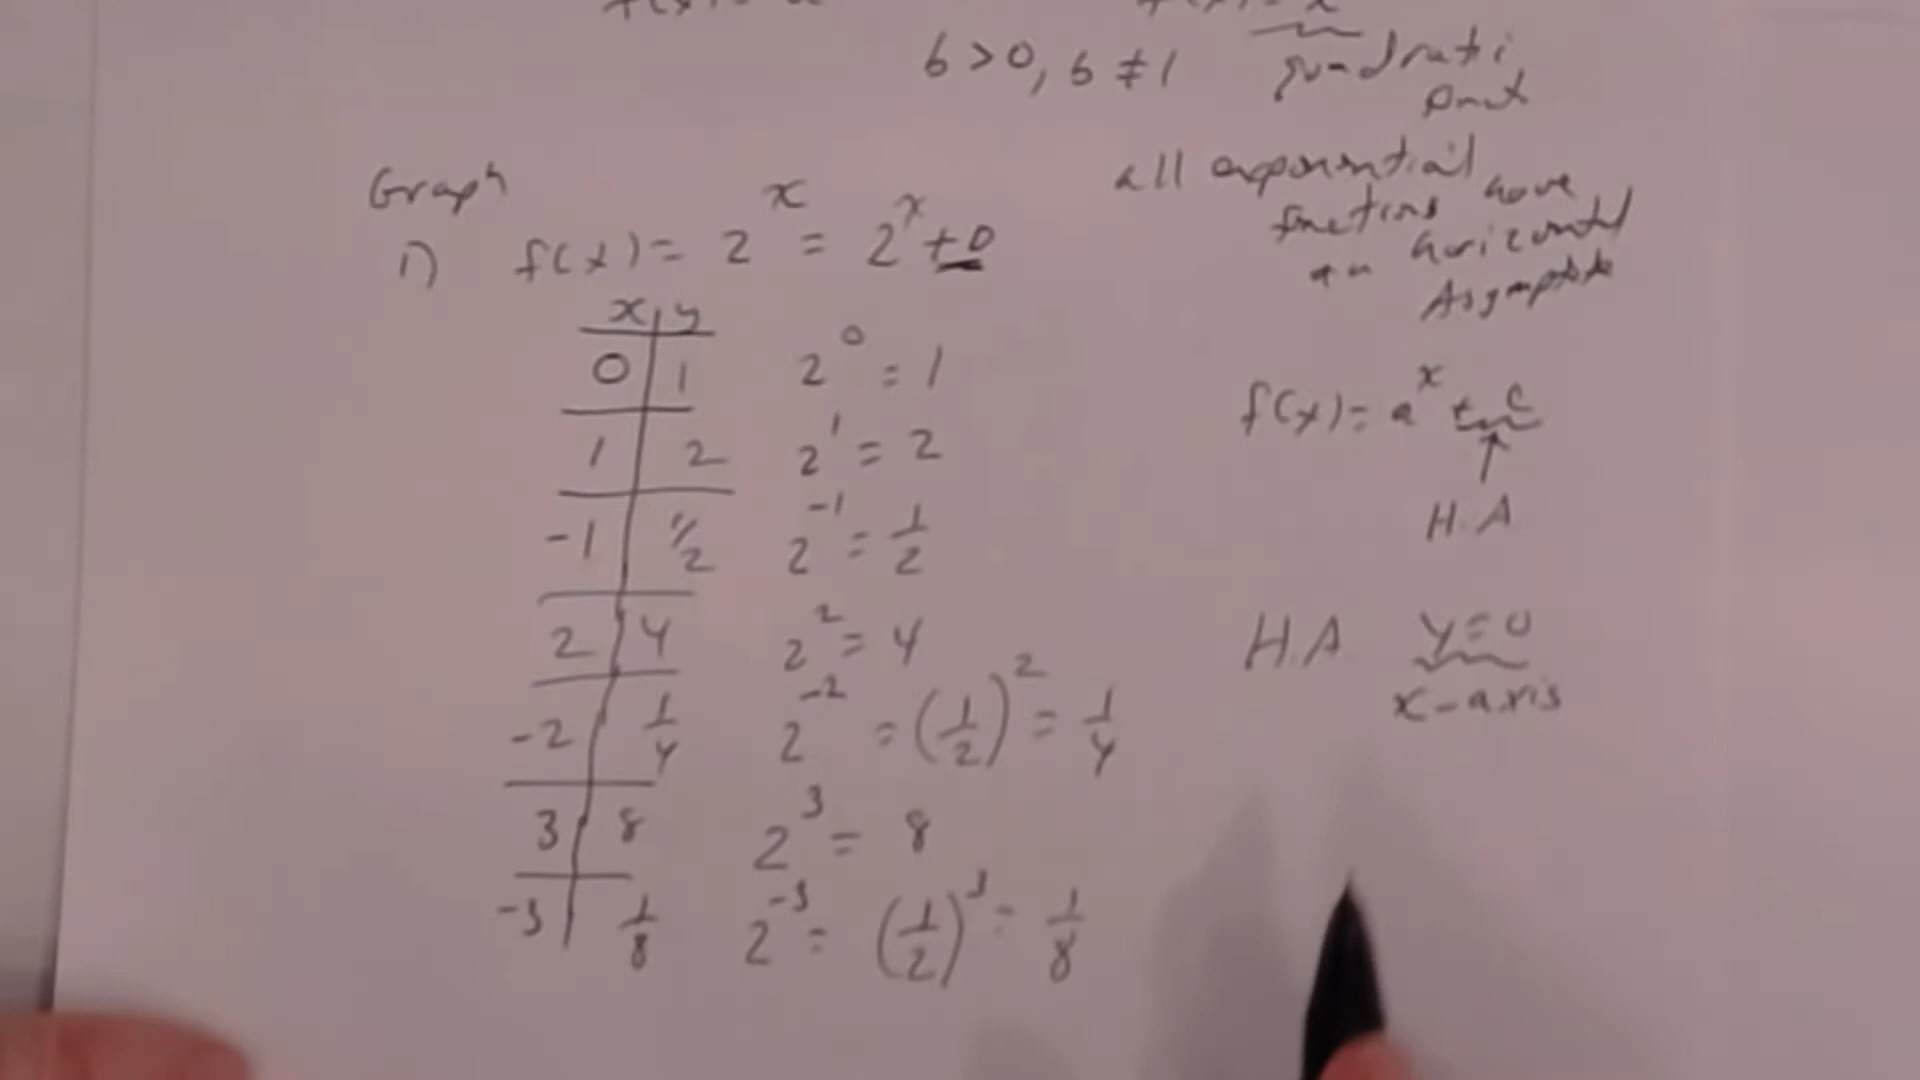 b > 0, b ≠ 1
quadrati
Graph
all exponential
functions have
an horizontal
Asymptote
1) f(x) = 2^x = 2^x + 0
x | y
0 | 1 2^0 = 1
1 | 2 2^1 = 2
-1 | 1/2 2^-1 = 1/2
2 | 4 2^2 = 4
-2 | 1/4 2^-2 = (1/2)^2 = 1/4
3 | 8 2^3 = 8
-3 | 1/8 2^-3 = (1/2)^3 = 1/8
f(x) = a^x ± c
↑
H.A
H.A y = 0
x-axis